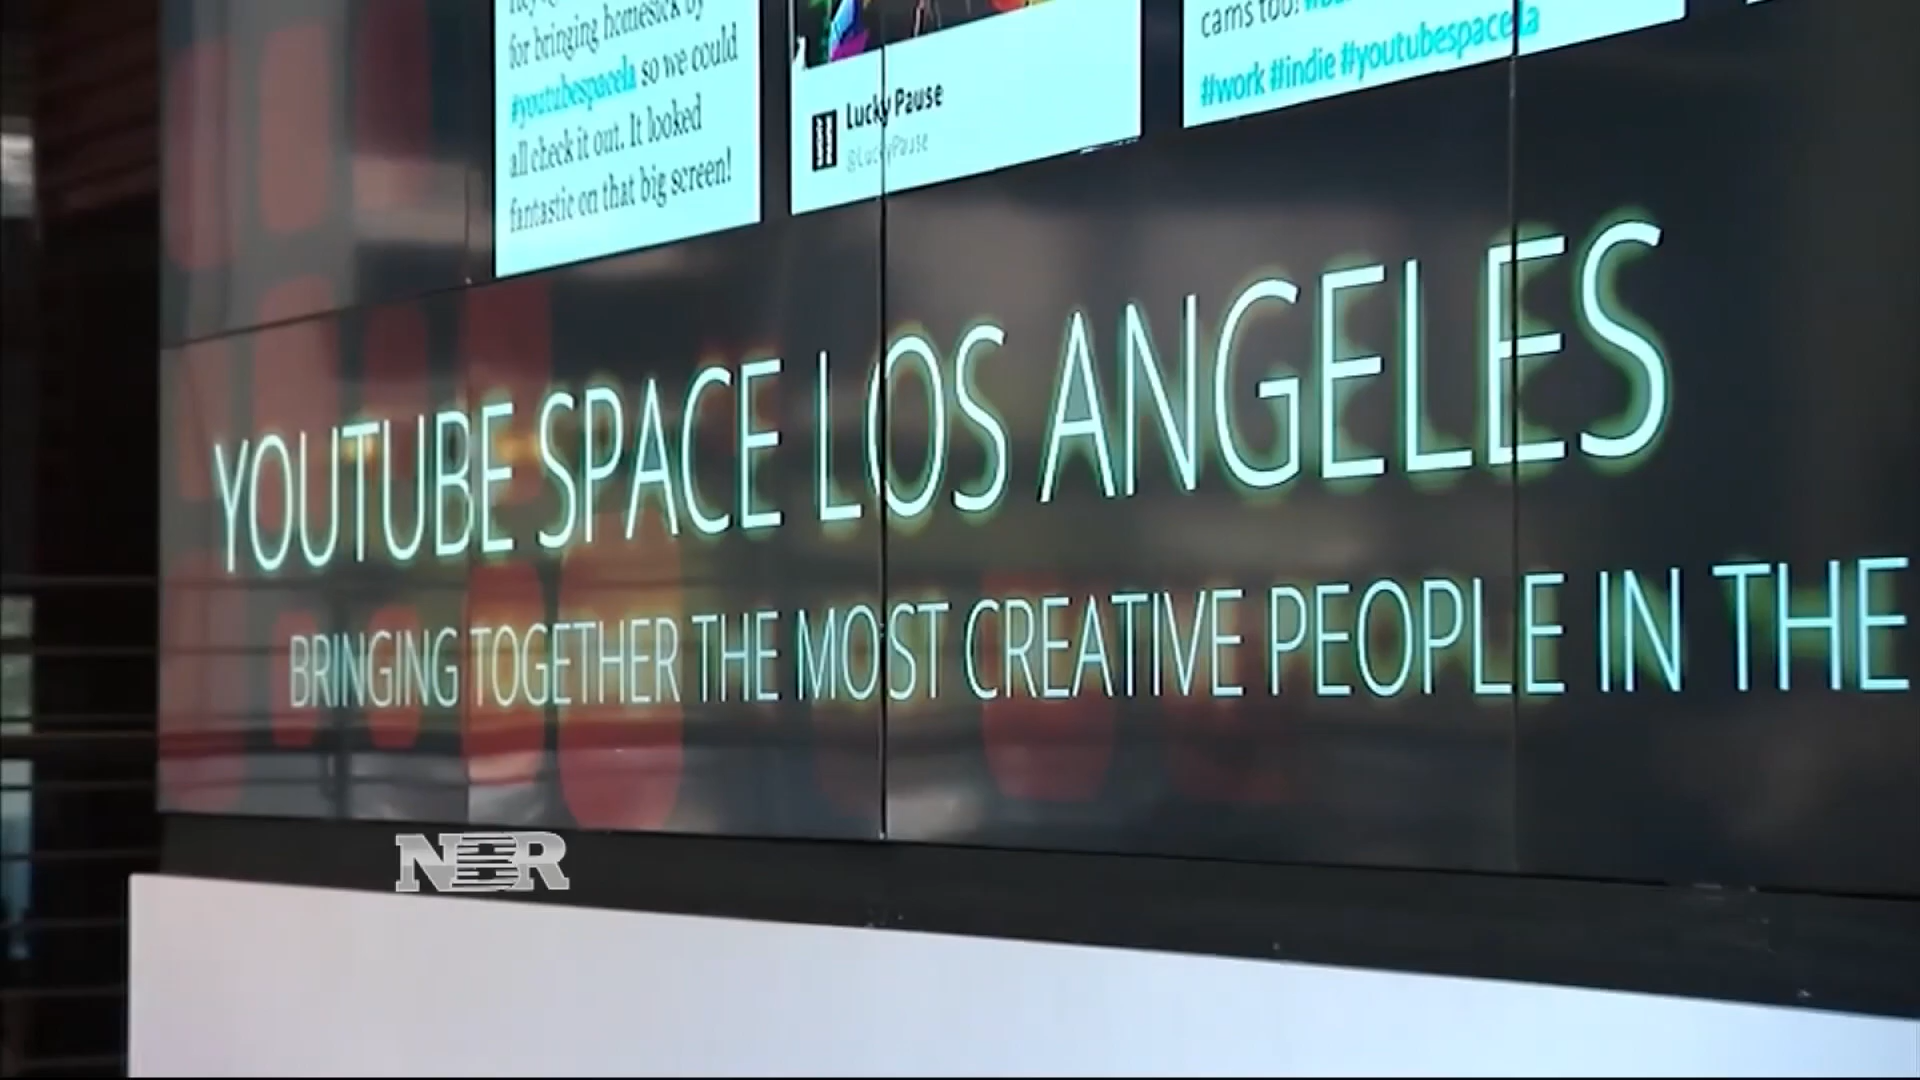 for bringing homesick by
#youtubespacela so we could
all check it out. It looked
fantastic on that big screen!
Lucky Pause
@LuckyPause
cams too!
#work #indie #youtubespacela
YOUTUBE SPACE LOS ANGELES
BRINGING TOGETHER THE MOST CREATIVE PEOPLE IN THE
NBR